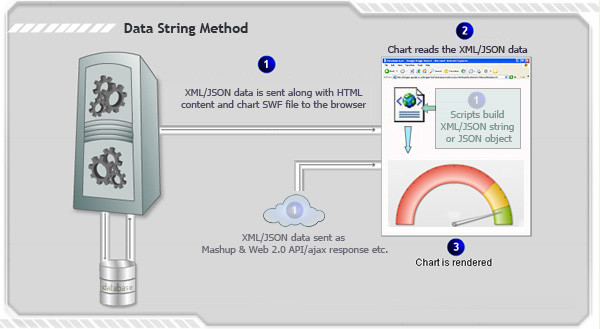 Data String Method
1
XML/JSON data is sent along with HTML
content and chart SWF file to the browser
2
Chart reads the XML/JSON data
1
Scripts build
XML/JSON string
or JSON object
1
XML/JSON data sent as
Mashup & Web 2.0 API/ajax response etc.
3
Chart is rendered
database